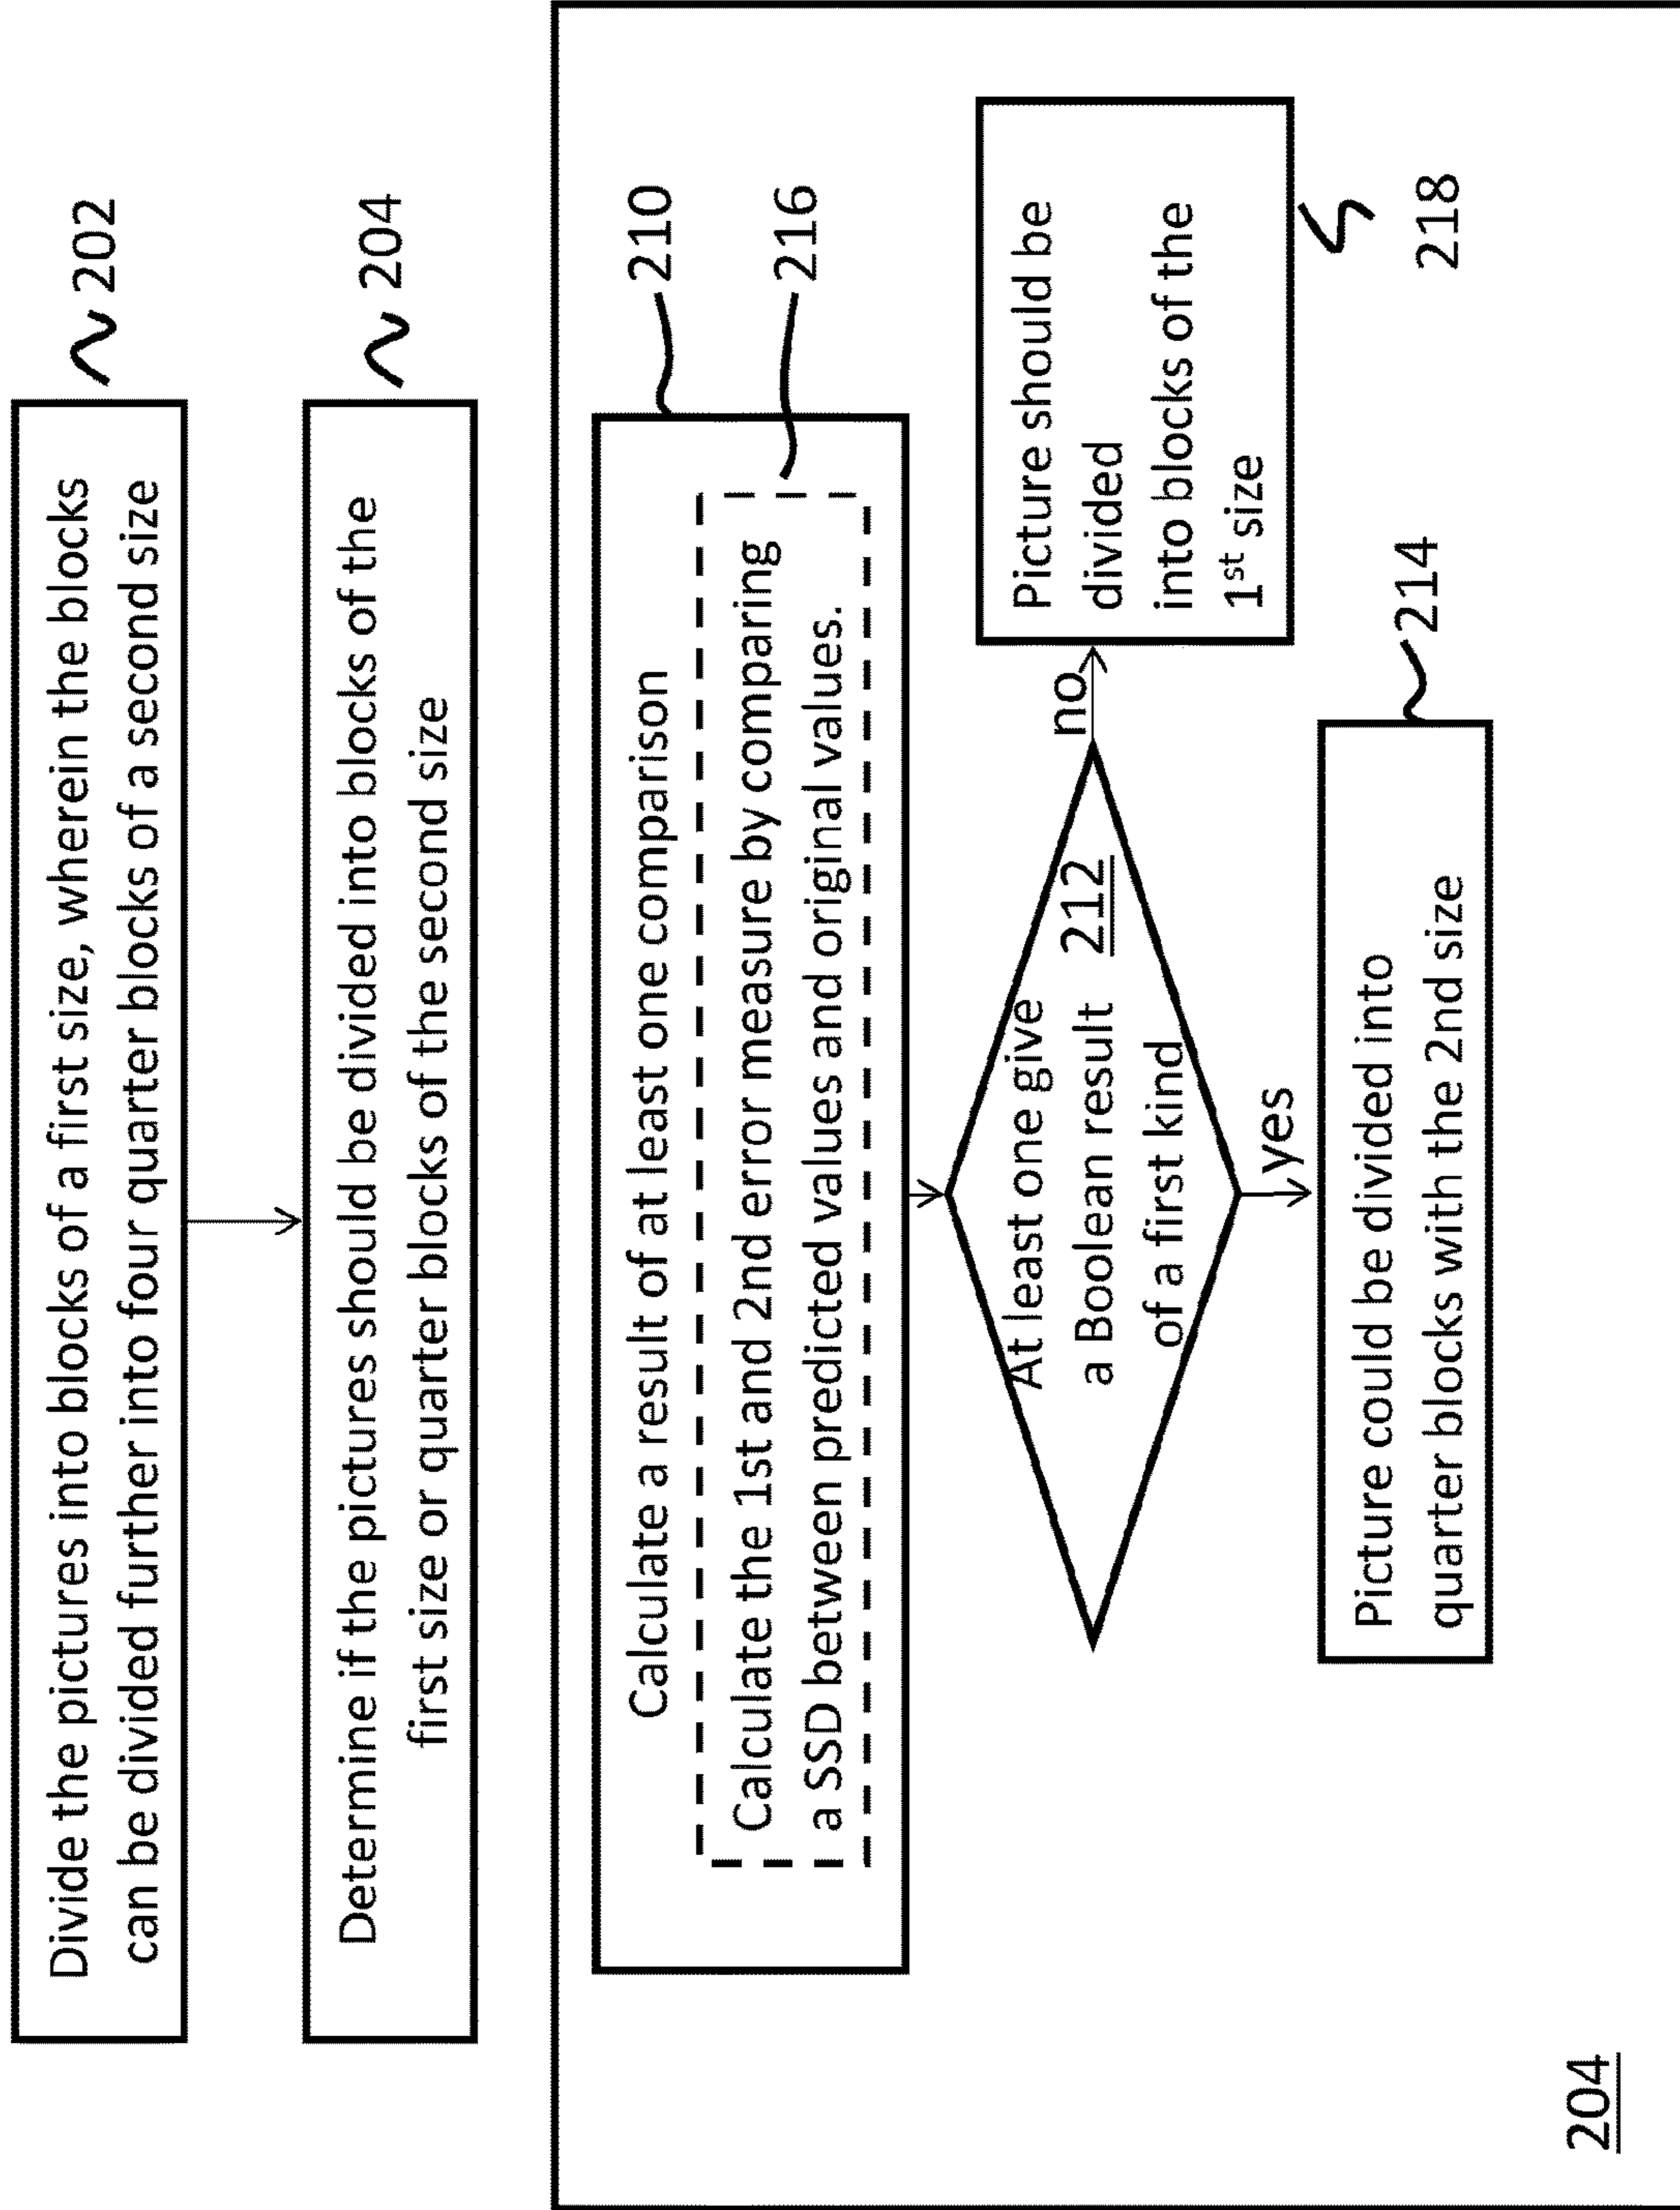 Divide the pictures into blocks of a first size, wherein the blocks
can be divided further into four quarter blocks of a second size
202
Determine if the pictures should be divided into blocks of the
first size or quarter blocks of the second size
204
Calculate a result of at least one comparison
210
Calculate the 1st and 2nd error measure by comparing
a SSD between predicted values and original values.
216
At least one give
a Boolean result 212
of a first kind
no
Picture should be
divided
into blocks of the
1st size
218
yes
Picture could be divided into
quarter blocks with the 2nd size
214
204